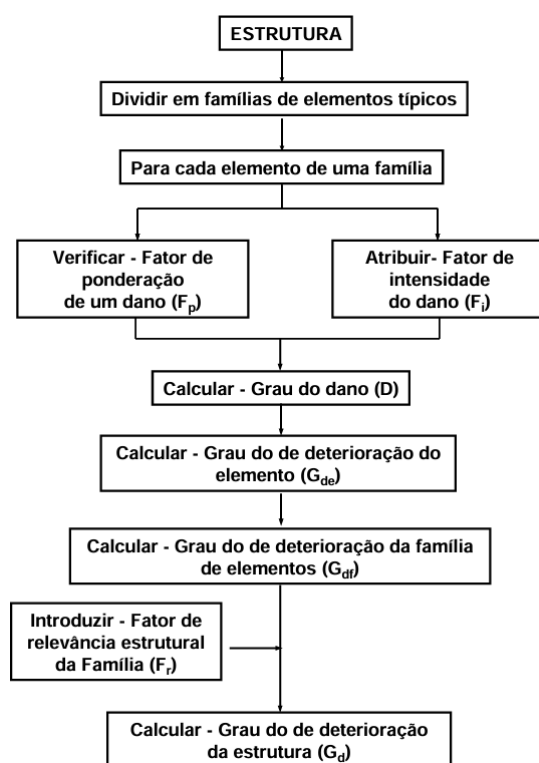 ESTRUTURA
Dividir em famílias de elementos típicos
Para cada elemento de uma família
Verificar - Fator de
ponderação
de um dano (Fp)
Atribuir- Fator de
intensidade
do dano (Fi)
Calcular - Grau do dano (D)
Calcular - Grau do de deterioração do
elemento (Gde)
Calcular - Grau do de deterioração da família
de elementos (Gdf)
Introduzir - Fator de
relevância estrutural
da Família (Fr)
Calcular - Grau do de deterioração
da estrutura (Gd)